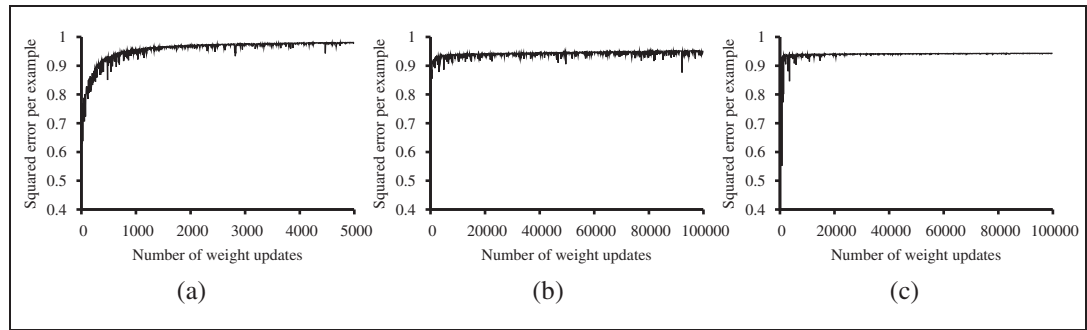 Squared error per example
1
0.9
0.8
0.7
0.6
0.5
0.4
0 1000 2000 3000 4000 5000
Number of weight updates
(a)
Squared error per example
1
0.9
0.8
0.7
0.6
0.5
0.4
0 20000 40000 60000 80000 100000
Number of weight updates
(b)
Squared error per example
1
0.9
0.8
0.7
0.6
0.5
0.4
0 20000 40000 60000 80000 100000
Number of weight updates
(c)